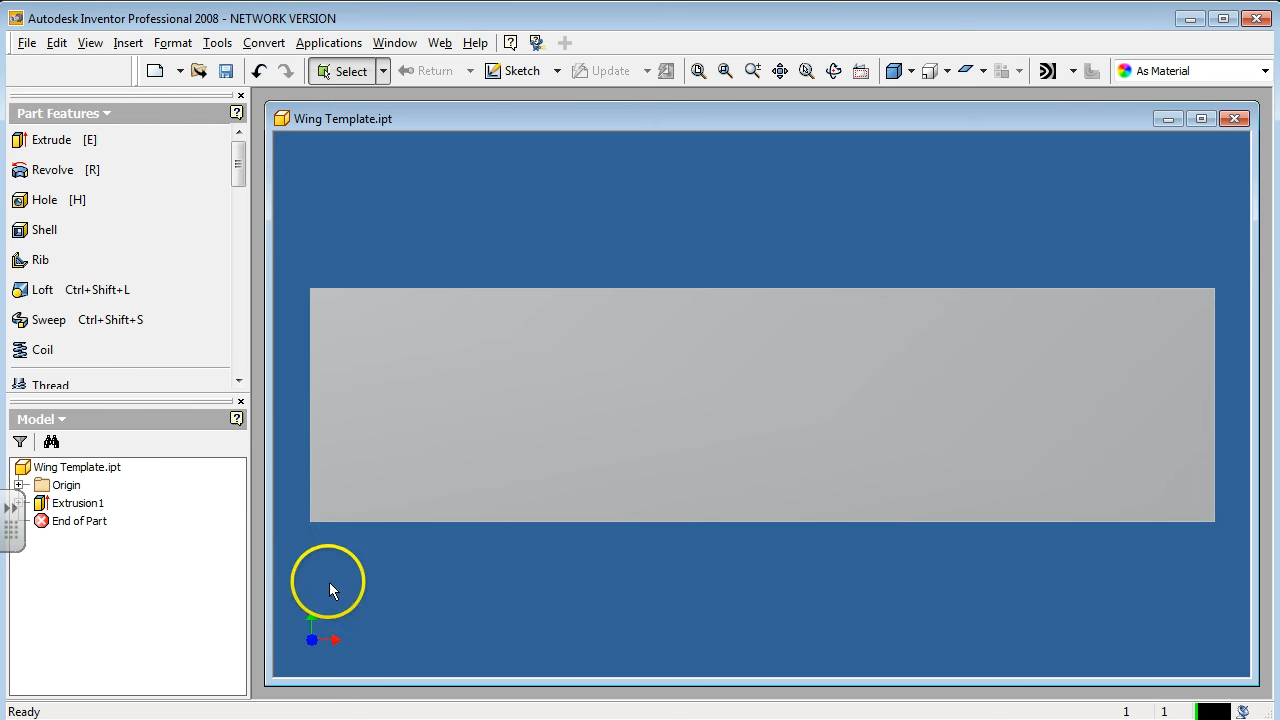 Autodesk Inventor Professional 2008 - NETWORK VERSION
File Edit View Insert Format Tools Convert Applications Window Web Help
Select Return Sketch Update As Material
Part Features
Extrude [E]
Revolve [R]
Hole [H]
Shell
Rib
Loft Ctrl+Shift+L
Sweep Ctrl+Shift+S
Coil
Thread
Model
Wing Template.ipt
Origin
Extrusion1
End of Part
Wing Template.ipt
Ready 1 1